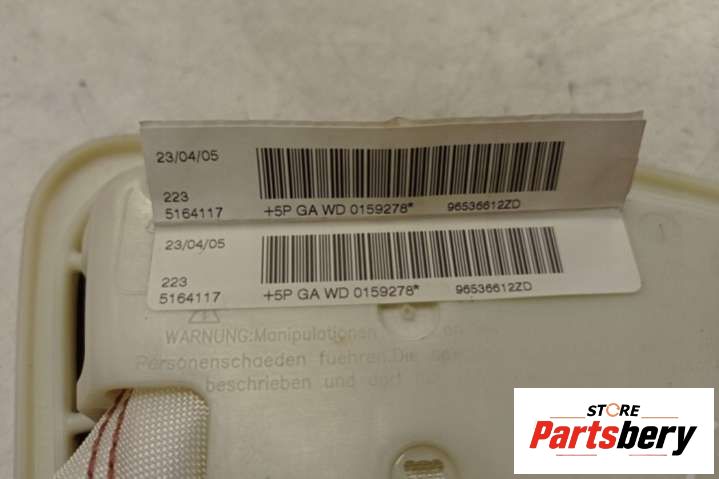 23/04/05
223
5164117
+5P GA WD 0159278*
96536612ZD
23/04/05
223
5164117
+5P GA WD 0159278*
96536612ZD
WARNUNG:Manipulationen
Personenschaeden fuehren.Die
beschrieben und dort
STORE
Partsbery